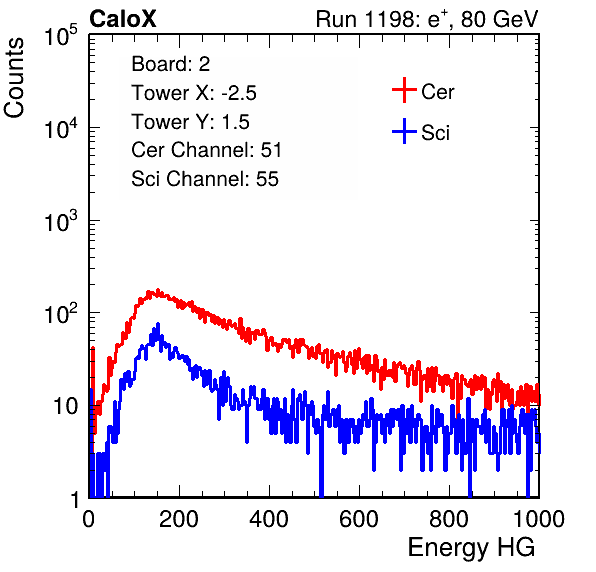 CaloX Run 1198: e⁺, 80 GeV
Counts
10⁵
10⁴
10³
10²
10
1
Board: 2
Tower X: -2.5
Tower Y: 1.5
Cer Channel: 51
Sci Channel: 55
Cer
Sci
0 200 400 600 800 1000
Energy HG